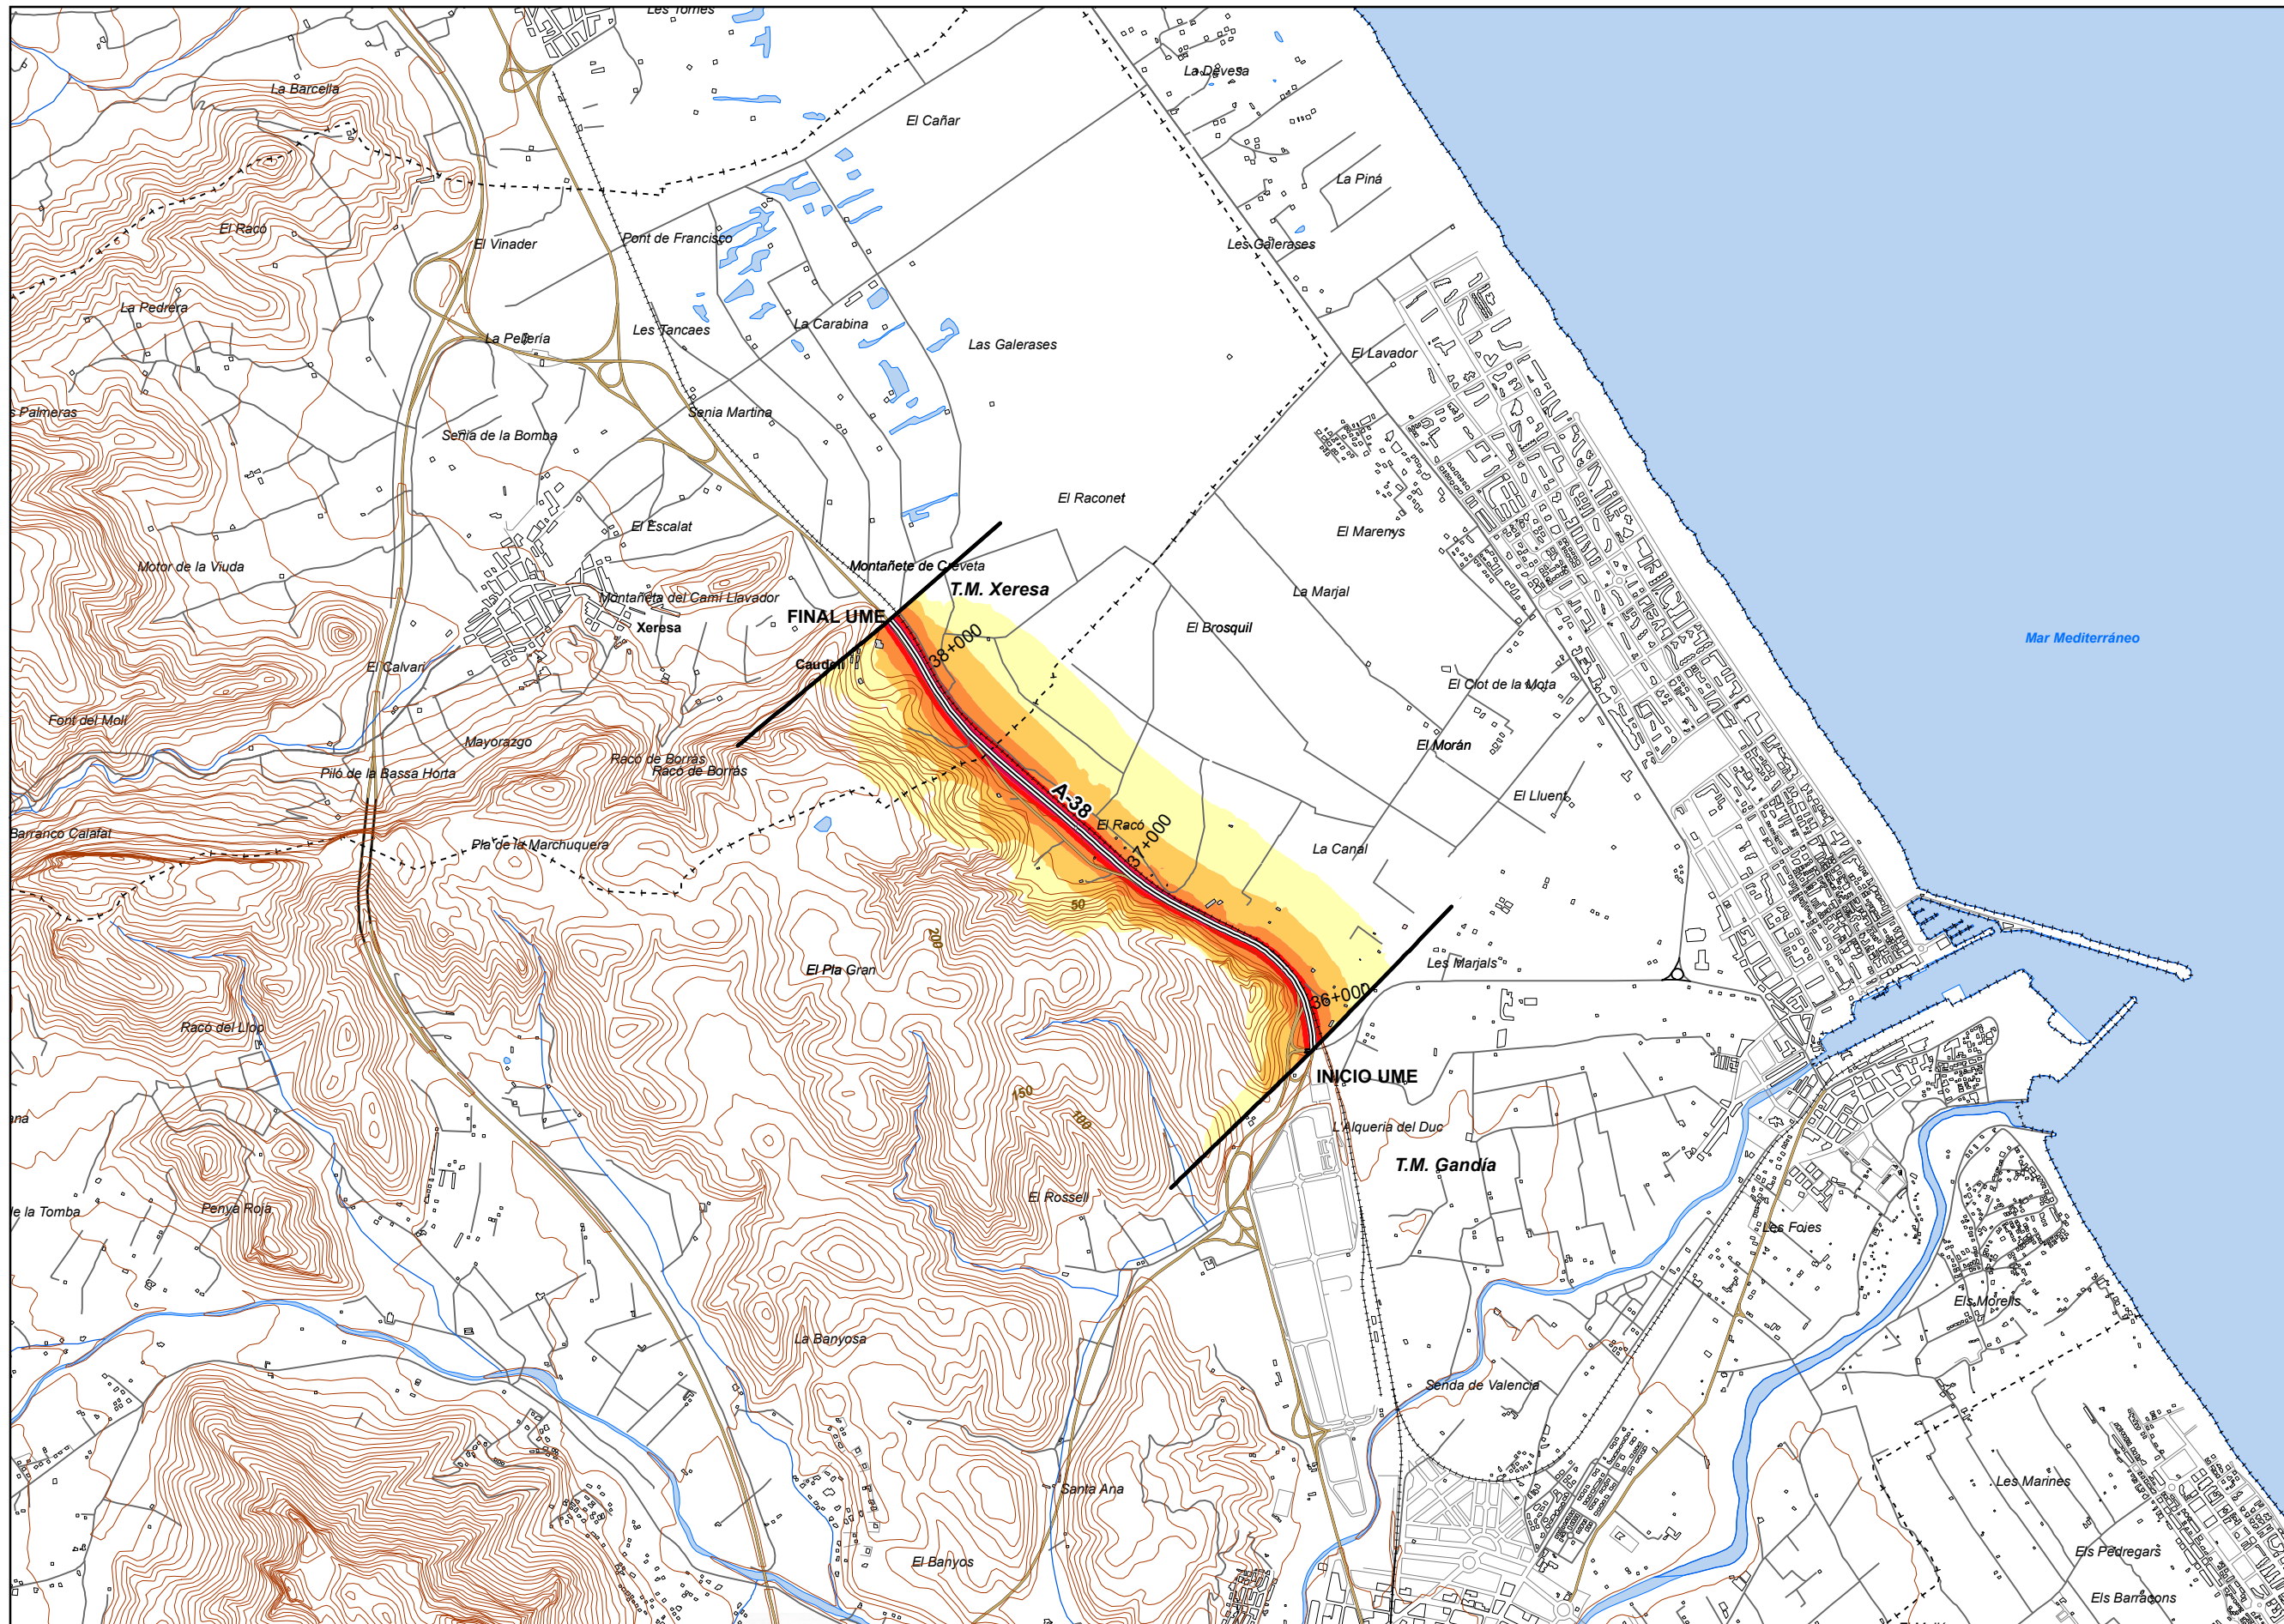 Les Torres
La Devesa
La Barcella
El Cañar
La Piná
El Racó
El Vinader
Pont de Francisco
Les Galerases
La Pedrera
Les Tancaes
La Carabina
La Pelleria
Las Galerases
El Lavador
s Palmeras
Senia Martina
Senia de la Bomba
El Raconet
El Escalat
El Marenys
Motor de la Viuda
Montañete de Creveta
T.M. Xeresa
La Marjal
Montañeta del Camí Llavador
FINAL UME
Xeresa
El Brosquil
38+000
Mar Mediterráneo
Caudell
El Calvari
El Clot de la Mota
Font del Moll
Mayorazgo
El Morán
Racó de Borrás
Racó de Borrás
Piló de la Bassa Horta
A-38
El Lluent
El Racó
37+000
Barranco Calafat
Pla de la Marchuquera
La Canal
50
200
El Pla Gran
Les Marjals
36+000
Racó del Llop
INICIO UME
150
100
ana
L'Alqueria del Duc
T.M. Gandía
El Rossell
Penya Roja
le la Tomba
Les Foies
Els Morells
La Banyosa
Senda de Valencia
Santa Ana
Les Marines
El Banyos
Els Pedregars
Els Barracons